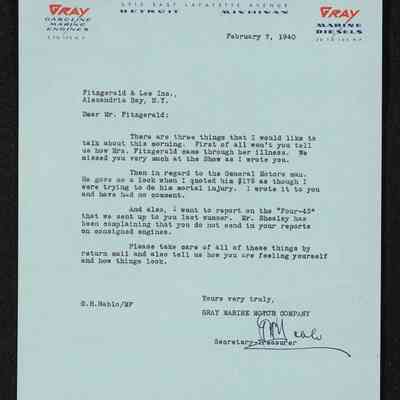 GRAY
GASOLINE
MARINE
ENGINES
EAST LAFAYETTE AVENUE
DETROIT MICHIGAN
GRAY
MARINE
DIESELS
February 7, 1940
Fitzgerald & Lee Inc.,
Alexandria Bay, N.Y.
Dear Mr. Fitzgerald:
There are three things that I would like to
talk about this morning. First of all won't you tell
us how Mrs. Fitzgerald came through her illness. We
missed you very much at the Show as I wrote you.
Then in regard to the General Motors man.
He gave me a look when I quoted him $175 as though I
were trying to do him mortal injury. I wrote it to you
and have had no comment.
And also, I want to report on the "Four-45"
that we sent up to you last summer. Mr. Shesley has
been complaining that you do not send in your reports
on consigned engines.
Please take care of all of these things by
return mail and also tell us how you are feeling yourself
and how things look.
Yours very truly,
O.H.Hablo/MF
GRAY MARINE MOTOR COMPANY
Secretary-Treasurer